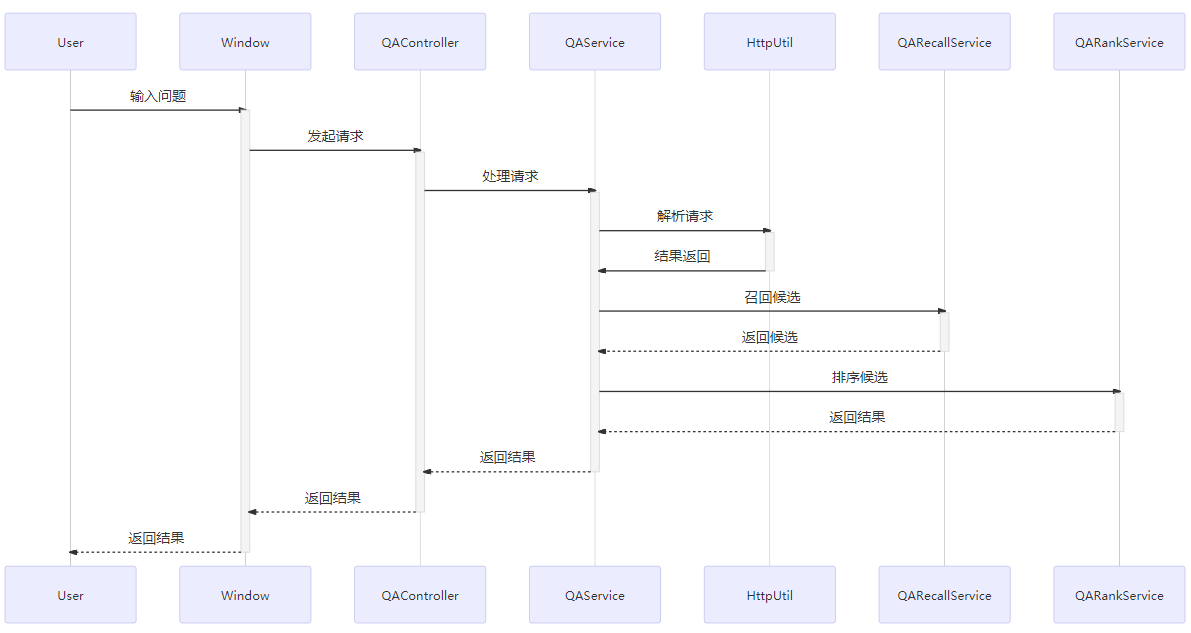 User Window QAController QAService HttpUtil QARecallService QARankService
输入问题
发起请求
处理请求
解析请求
结果返回
召回候选
返回候选
排序候选
返回结果
返回结果
返回结果
返回结果
User Window QAController QAService HttpUtil QARecallService QARankService